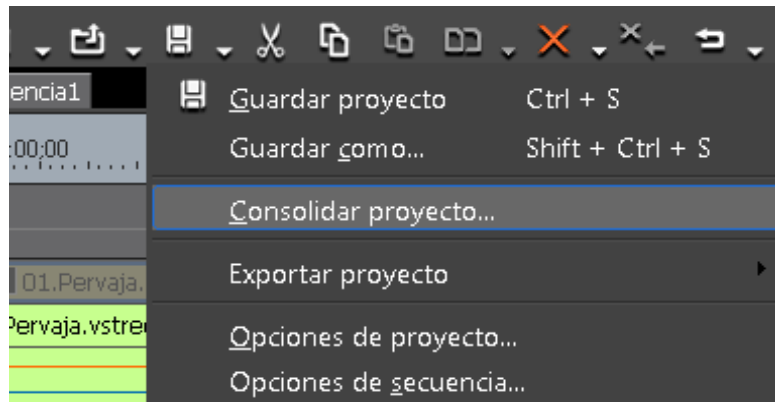 encia1
:00;00
01.Pervaja.
Pervaja.vstre
Guardar proyecto Ctrl + S
Guardar como... Shift + Ctrl + S
Consolidar proyecto...
Exportar proyecto
Opciones de proyecto...
Opciones de secuencia...